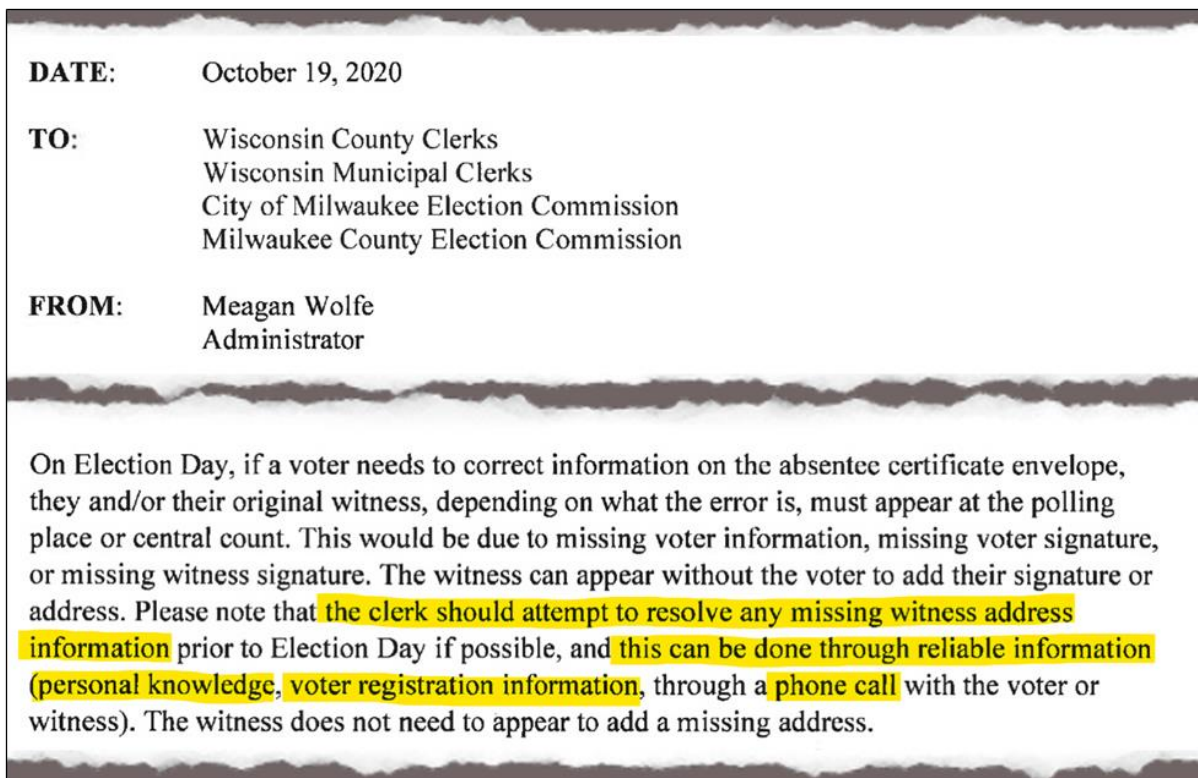 DATE: October 19, 2020
TO: Wisconsin County Clerks
Wisconsin Municipal Clerks
City of Milwaukee Election Commission
Milwaukee County Election Commission
FROM: Meagan Wolfe
Administrator
On Election Day, if a voter needs to correct information on the absentee certificate envelope,
they and/or their original witness, depending on what the error is, must appear at the polling
place or central count. This would be due to missing voter information, missing voter signature,
or missing witness signature. The witness can appear without the voter to add their signature or
address. Please note that the clerk should attempt to resolve any missing witness address
information prior to Election Day if possible, and this can be done through reliable information
(personal knowledge, voter registration information, through a phone call with the voter or
witness). The witness does not need to appear to add a missing address.